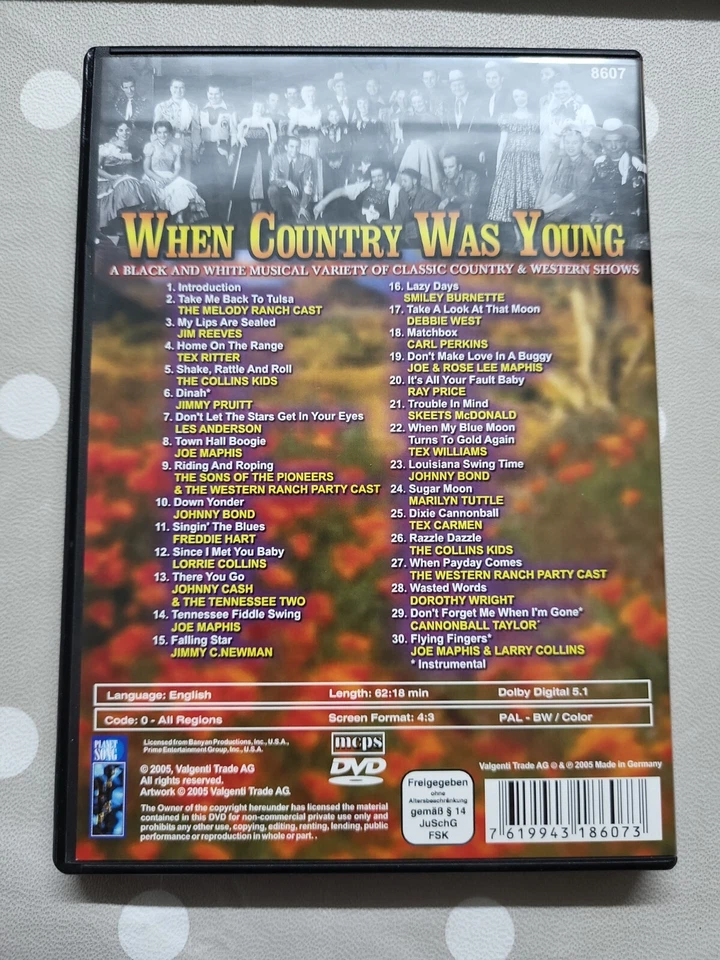 8607
WHEN COUNTRY WAS YOUNG
A BLACK AND WHITE MUSICAL VARIETY OF CLASSIC COUNTRY & WESTERN SHOWS
1. Introduction
2. Take Me Back To Tulsa
THE MELODY RANCH CAST
3. My Lips Are Sealed
JIM REEVES
4. Home On The Range
TEX RITTER
5. Shake, Rattle And Roll
THE COLLINS KIDS
6. Dinah*
JIMMY PRUITT
7. Don't Let The Stars Get In Your Eyes
LES ANDERSON
8. Town Hall Boogie
JOE MAPHIS
9. Riding And Roping
THE SONS OF THE PIONEERS
& THE WESTERN RANCH PARTY CAST
10. Down Yonder
JOHNNY BOND
11. Singin' The Blues
FREDDIE HART
12. Since I Met You Baby
LORRIE COLLINS
13. There You Go
JOHNNY CASH
& THE TENNESSEE TWO
14. Tennessee Fiddle Swing
JOE MAPHIS
15. Falling Star
JIMMY C.NEWMAN
16. Lazy Days
SMILEY BURNETTE
17. Take A Look At That Moon
DEBBIE WEST
18. Matchbox
CARL PERKINS
19. Don't Make Love In A Buggy
JOE & ROSE LEE MAPHIS
20. It's All Your Fault Baby
RAY PRICE
21. Trouble In Mind
SKEETS McDONALD
22. When My Blue Moon
Turns To Gold Again
TEX WILLIAMS
23. Louisiana Swing Time
JOHNNY BOND
24. Sugar Moon
MARILYN TUTTLE
25. Dixie Cannonball
TEX CARMEN
26. Razzle Dazzle
THE COLLINS KIDS
27. When Payday Comes
THE WESTERN RANCH PARTY CAST
28. Wasted Words
DOROTHY WRIGHT
29. Don't Forget Me When I'm Gone*
CANNONBALL TAYLOR*
30. Flying Fingers*
JOE MAPHIS & LARRY COLLINS
* Instrumental
Language: English Length: 62:18 min Dolby Digital 5.1
Code: 0 - All Regions Screen Format: 4:3 PAL - BW / Color
PLANET SONG
Licensed from Banyan Productions, Inc., U.S.A.,
Prime Entertainment Group, Inc., U.S.A.
© 2005, Valgenti Trade AG
All rights reserved.
Artwork © 2005 Valgenti Trade AG.
The Owner of the copyright hereunder has licensed the material
contained in this DVD for non-commercial private use only and
prohibits any other use, copying, editing, renting, lending, public
performance or reproduction in whole or part. .
mcps
DVD
Freigegeben
ohne
Altersbeschränkung
gemäß § 14
JuSchG
FSK
Valgenti Trade AG © & ℗ 2005 Made in Germany
7 619943 186073